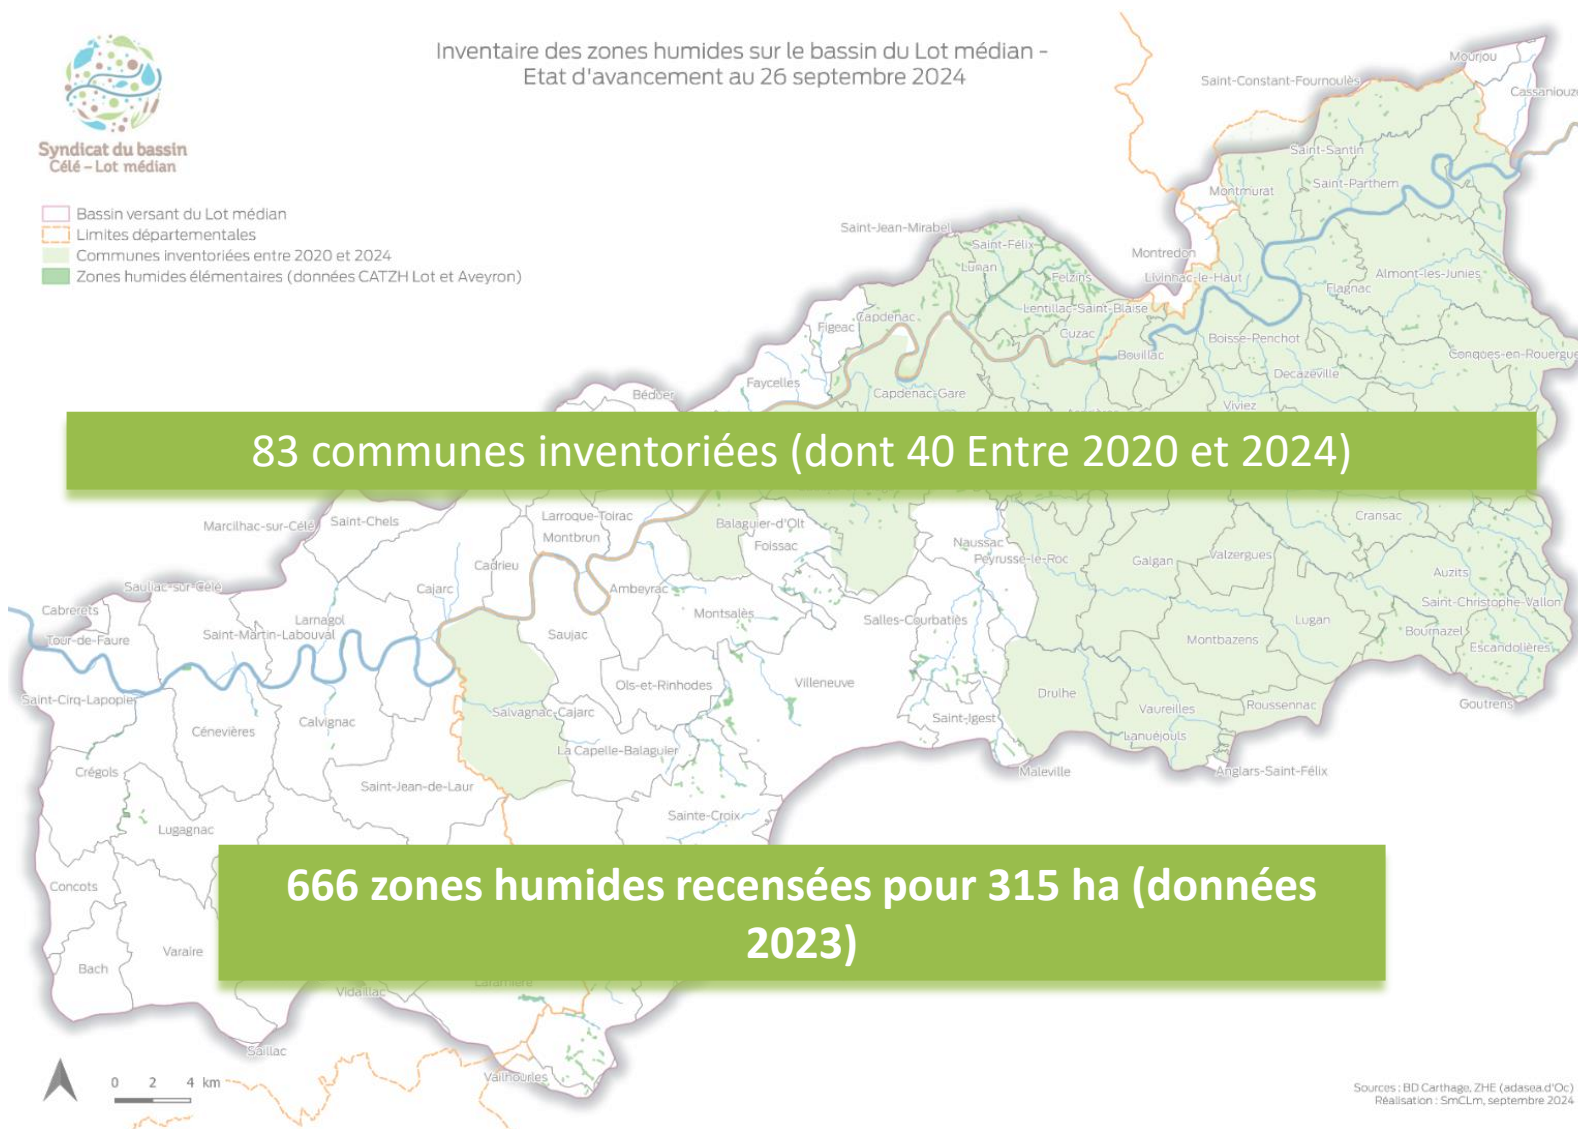 Inventaire des zones humides sur le bassin du Lot médian -
Etat d'avancement au 26 septembre 2024
Syndicat du bassin
Célé – Lot médian
Bassin versant du Lot médian
Limites départementales
Communes inventoriées entre 2020 et 2024
Zones humides élémentaires (données CATZH Lot et Aveyron)
Mourjou
Saint-Constant-Fournoulès
Cassaniouze
Saint-Santin
Saint-Parthem
Montmurat
Saint-Jean-Mirabel
Saint-Félix
Montredon
Lunan
Felzins
Livinhac-le-Haut
Almont-les-Junies
Flagnac
Lentillac-Saint-Blaise
Capdenac
Figeac
Cuzac
Boisse-Penchot
Bouillac
Conques-en-Rouergue
Decazeville
Faycelles
Capdenac-Gare
Béduer
Viviez
83 communes inventoriées (dont 40 Entre 2020 et 2024)
Marcilhac-sur-Célé
Saint-Chels
Larroque-Toirac
Balaguier-d'Olt
Cransac
Montbrun
Foissac
Naussac
Peyrusse-le-Roc
Galgan
Valzergues
Cadrieu
Auzits
Sauliac-sur-Célé
Cajarc
Ambeyrac
Saint-Christophe-Vallon
Cabrerets
Larnagol
Montsalès
Salles-Courbatiès
Lugan
Tour-de-Faure
Saint-Martin-Labouval
Saujac
Montbazens
Bournazel
Escandolières
Ols-et-Rinhodes
Villeneuve
Drulhe
Saint-Cirq-Lapopie
Salvagnac-Cajarc
Vaureilles
Roussennac
Goutrens
Calvignac
Saint-Igest
Cénevières
Lanuéjouls
La Capelle-Balaguier
Crégols
Maleville
Anglars-Saint-Félix
Saint-Jean-de-Laur
Sainte-Croix
Lugagnac
666 zones humides recensées pour 315 ha (données
2023)
Concots
Varaire
Bach
Laramière
Vidaillac
Saillac
Vailhourles
0 2 4 km
Sources : BD Carthage, ZHE (adasea.d'Oc)
Réalisation : SmCLm, septembre 2024